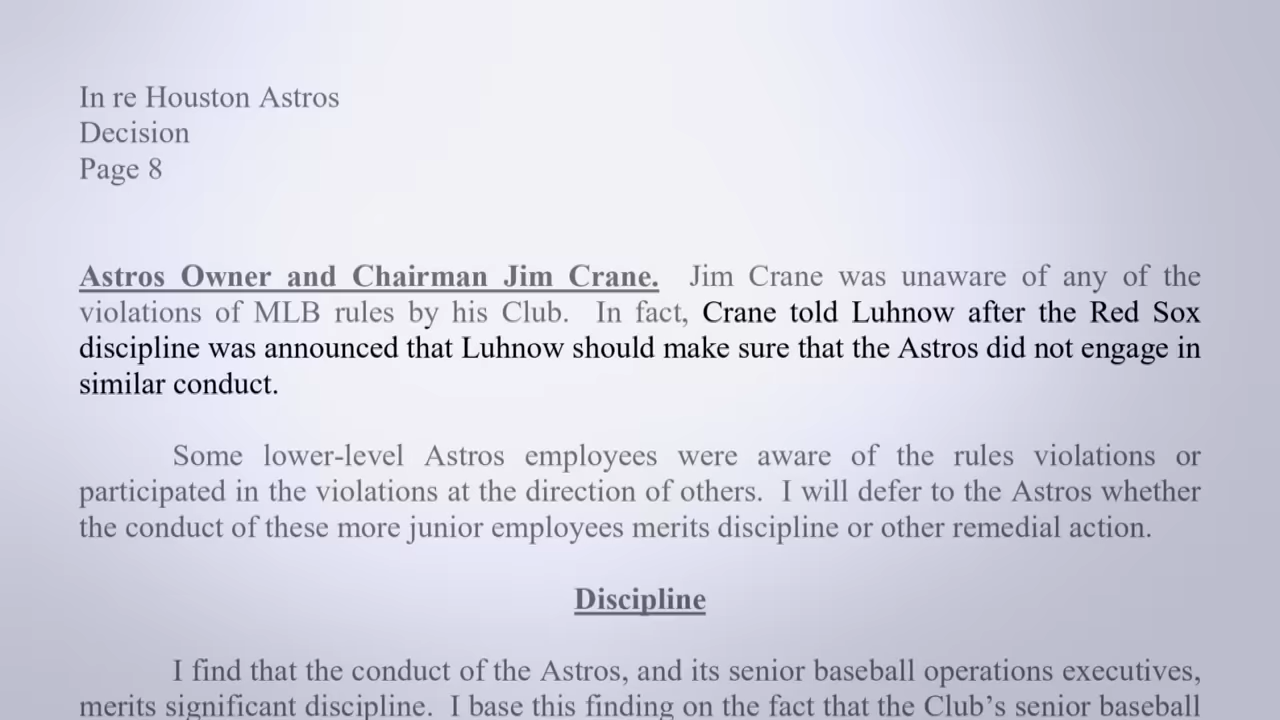 In re Houston Astros
Decision
Page 8
Astros Owner and Chairman Jim Crane. Jim Crane was unaware of any of the
violations of MLB rules by his Club. In fact, Crane told Luhnow after the Red Sox
discipline was announced that Luhnow should make sure that the Astros did not engage in
similar conduct.
Some lower-level Astros employees were aware of the rules violations or
participated in the violations at the direction of others. I will defer to the Astros whether
the conduct of these more junior employees merits discipline or other remedial action.
Discipline
I find that the conduct of the Astros, and its senior baseball operations executives,
merits significant discipline. I base this finding on the fact that the Club's senior baseball